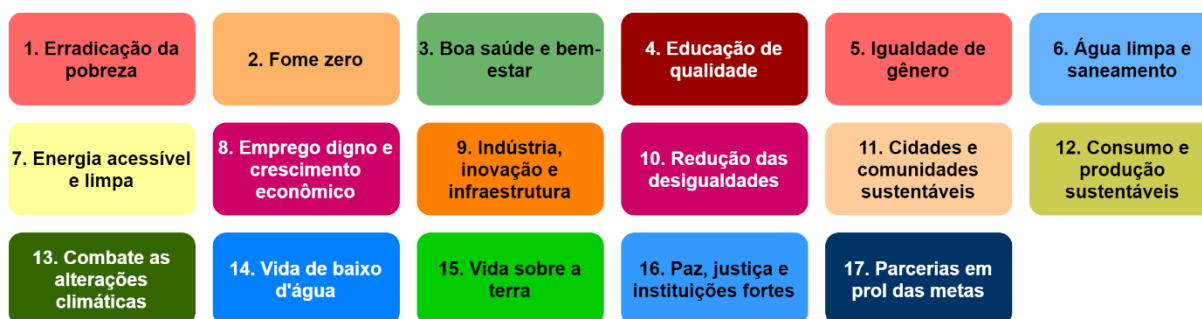 1. Erradicação da
pobreza
2. Fome zero
3. Boa saúde e bem-
estar
4. Educação de
qualidade
5. Igualdade de
gênero
6. Água limpa e
saneamento
7. Energia acessível
e limpa
8. Emprego digno e
crescimento
econômico
9. Indústria,
inovação e
infraestrutura
10. Redução das
desigualdades
11. Cidades e
comunidades
sustentáveis
12. Consumo e
produção
sustentáveis
13. Combate as
alterações
climáticas
14. Vida de baixo
d'água
15. Vida sobre a
terra
16. Paz, justiça e
instituições fortes
17. Parcerias em
prol das metas